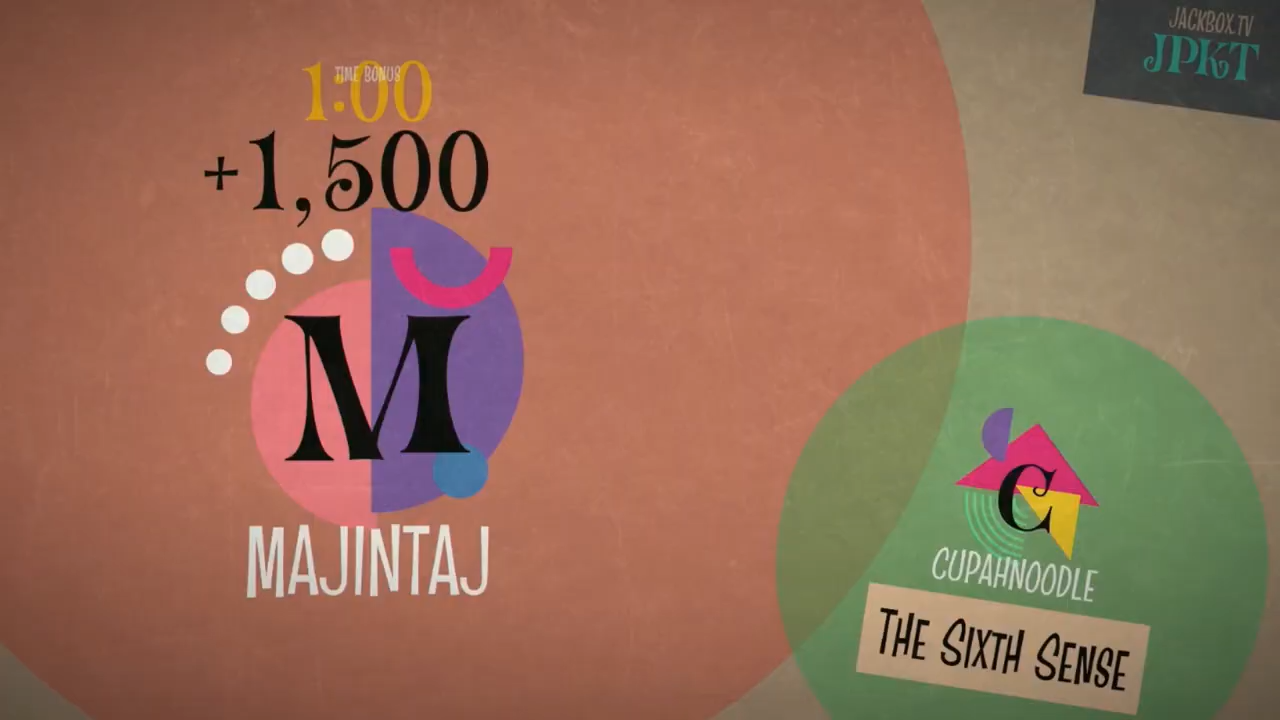 JACKBOX.TV
JPKT
TIME BONUS
1:00
+1,500
M
MAJINTAJ
C
CUPAHNOODLE
THE SIXTH SENSE